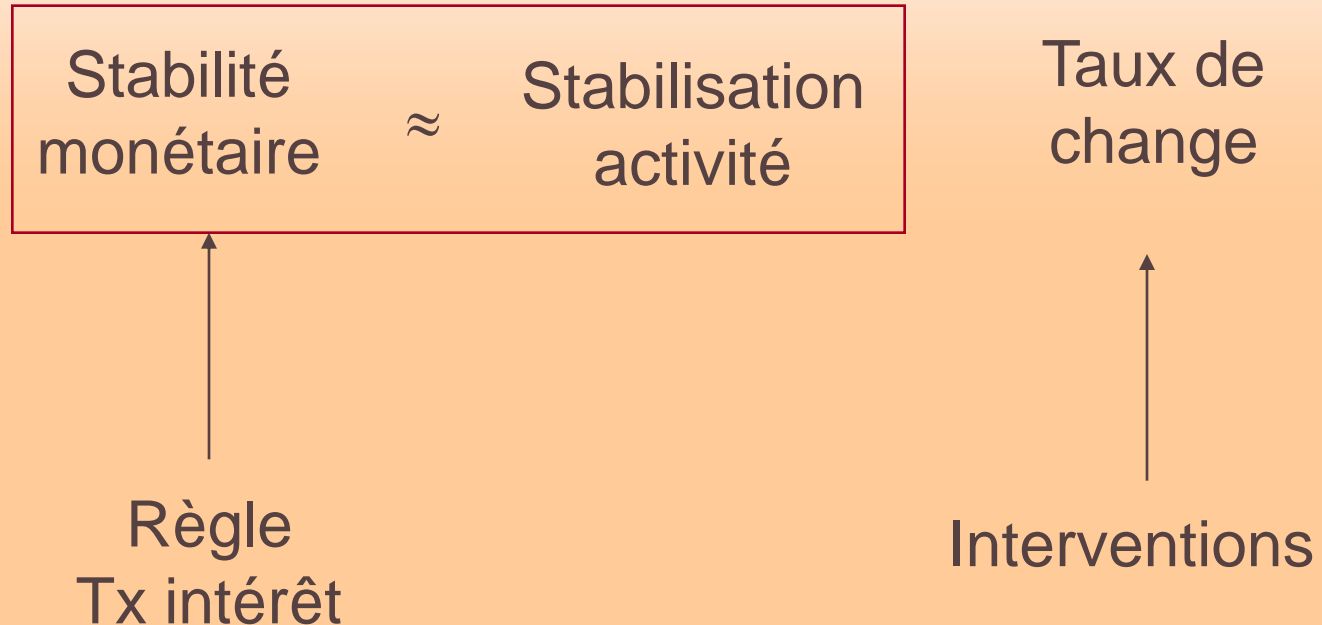 Stabilité
monétaire
≈
Stabilisation
activité
Taux de
change
Règle
Tx intérêt
Interventions